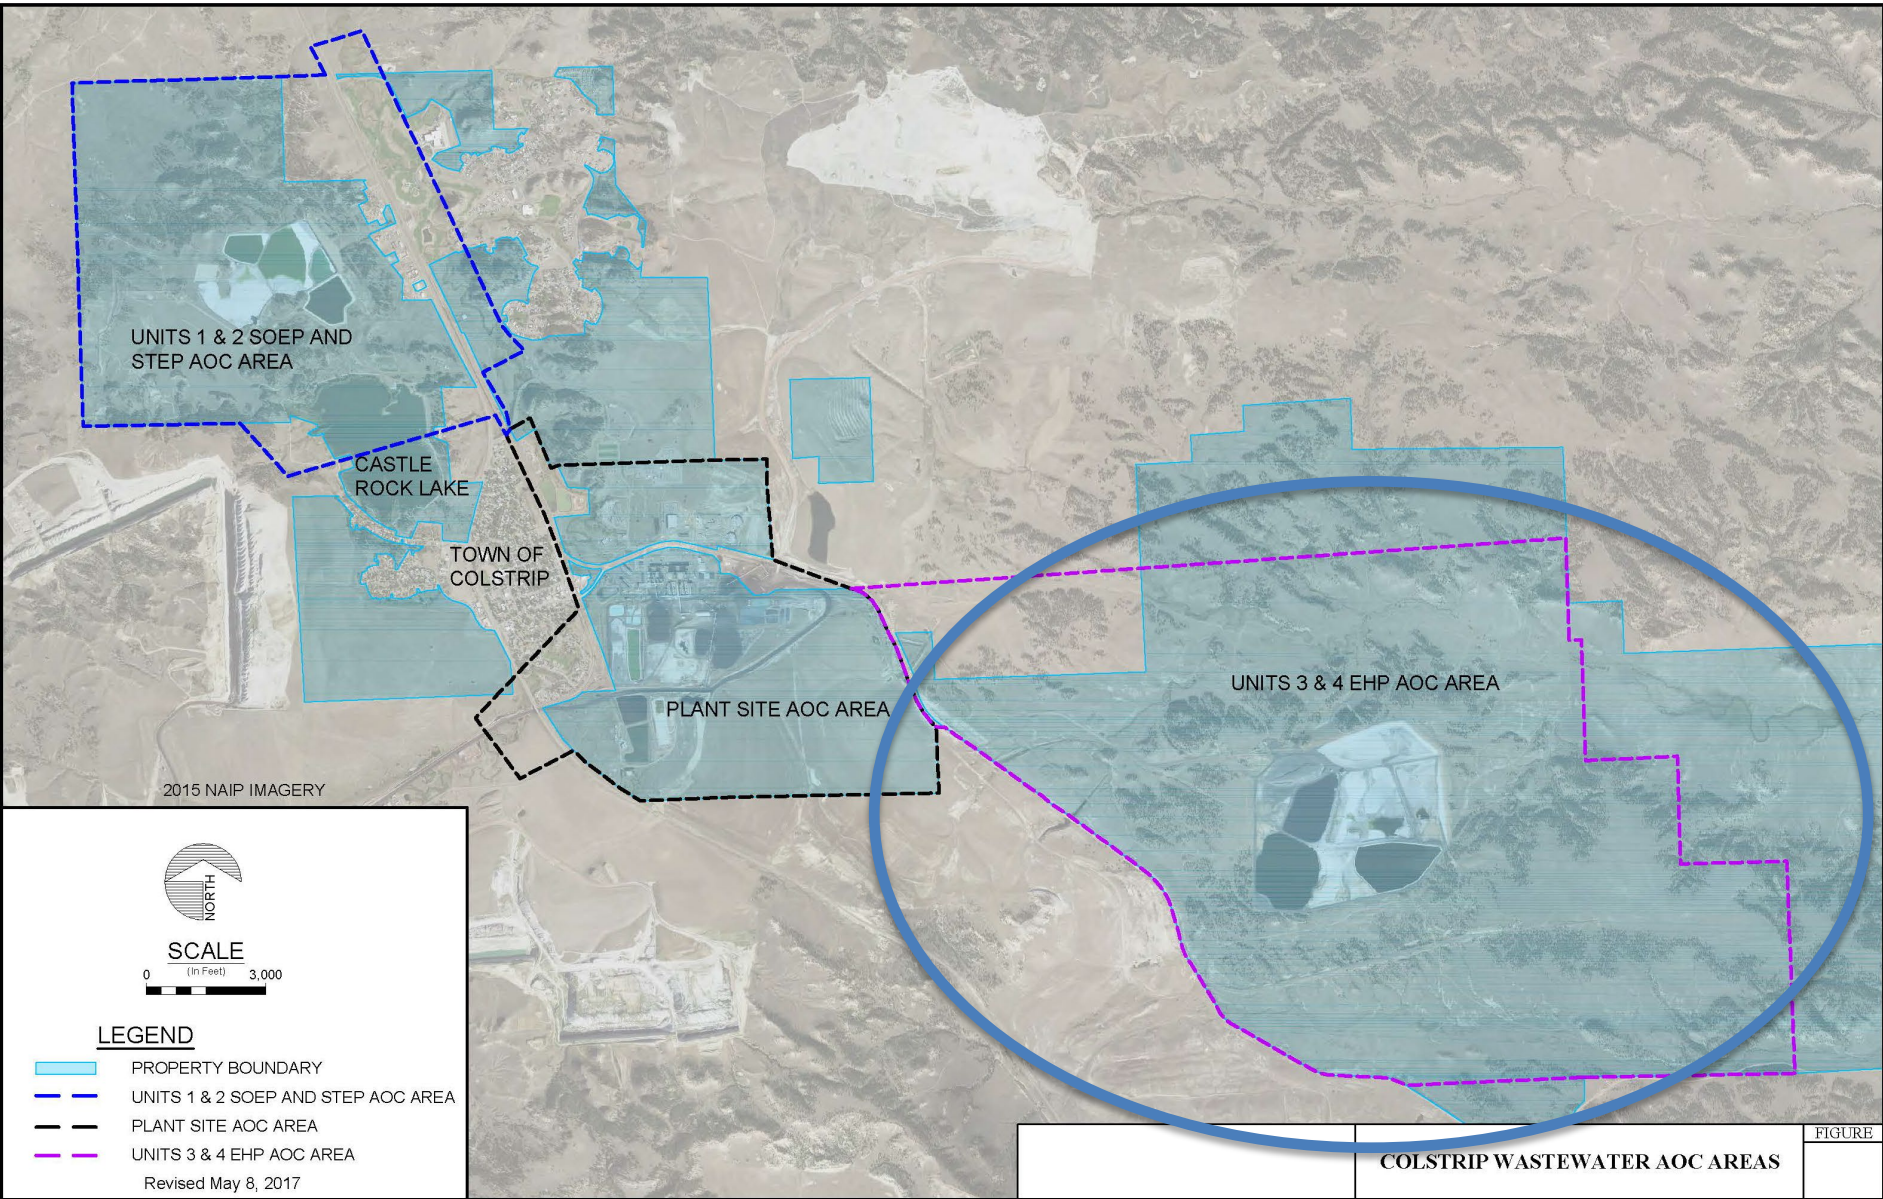 UNITS 1 & 2 SOEP AND
STEP AOC AREA
CASTLE
ROCK LAKE
TOWN OF
COLSTRIP
PLANT SITE AOC AREA
UNITS 3 & 4 EHP AOC AREA
2015 NAIP IMAGERY
NORTH
SCALE
(In Feet)
0 3,000
LEGEND
PROPERTY BOUNDARY
UNITS 1 & 2 SOEP AND STEP AOC AREA
PLANT SITE AOC AREA
UNITS 3 & 4 EHP AOC AREA
Revised May 8, 2017
COLSTRIP WASTEWATER AOC AREAS
FIGURE